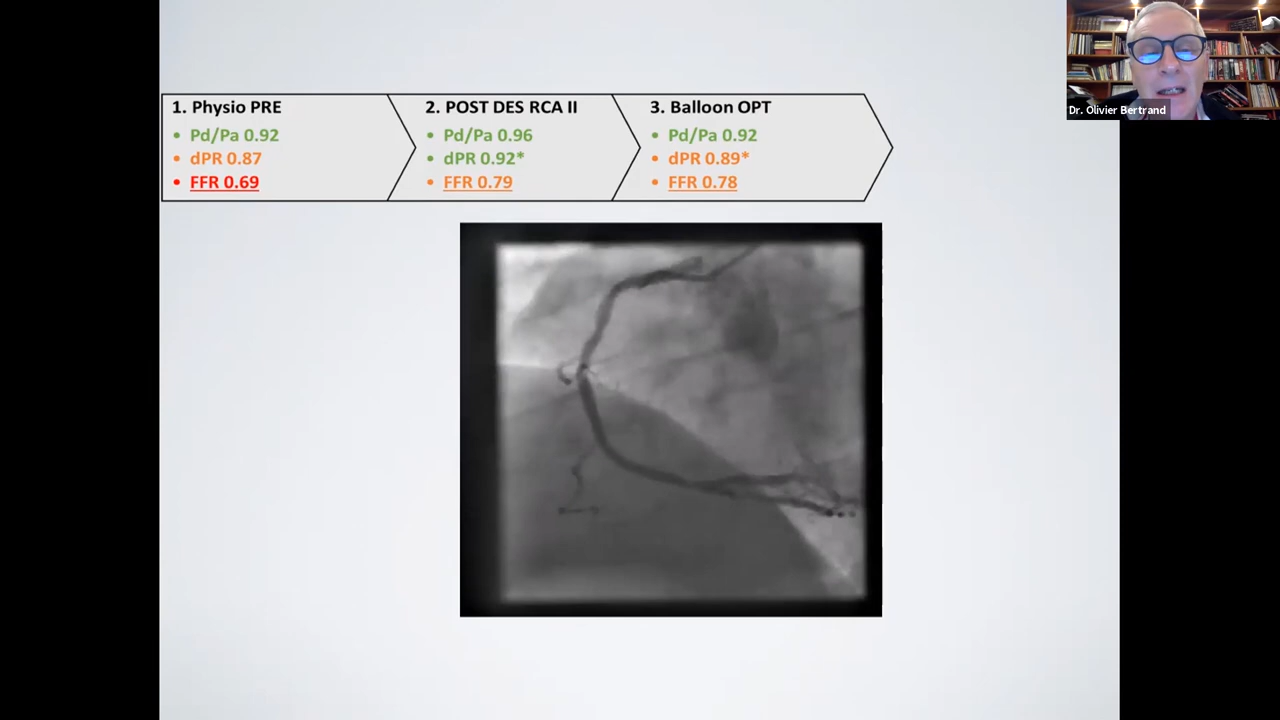 1. Physio PRE
• Pd/Pa 0.92
• dPR 0.87
• FFR 0.69
2. POST DES RCA II
• Pd/Pa 0.96
• dPR 0.92*
• FFR 0.79
3. Balloon OPT
• Pd/Pa 0.92
• dPR 0.89*
• FFR 0.78
Dr. Olivier Bertrand